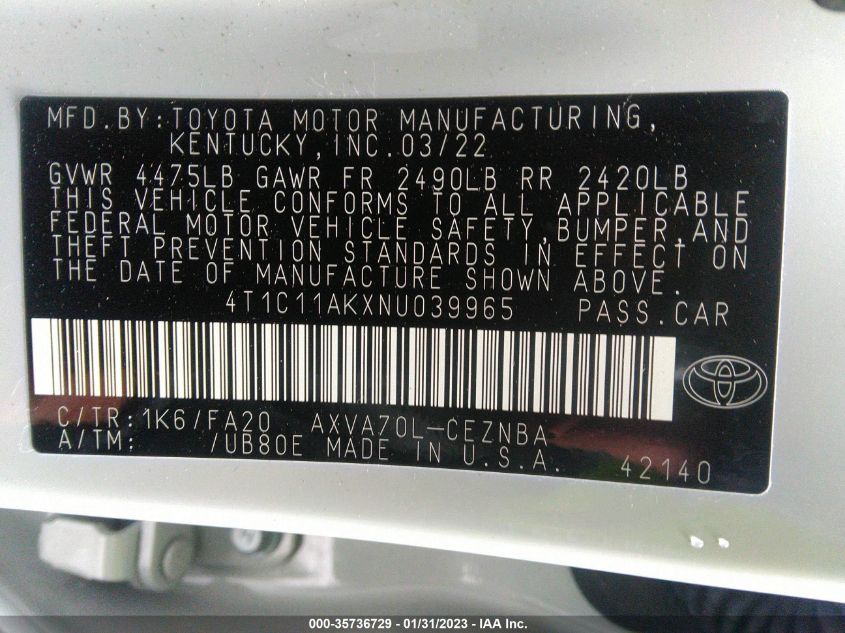 MFD.BY:TOYOTA MOTOR MANUFACTURING,
KENTUCKY,INC.03/22
GVWR 4475LB GAWR FR 2490LB RR 2420LB
THIS VEHICLE CONFORMS TO ALL APPLICABLE
FEDERAL MOTOR VEHICLE SAFETY,BUMPER,AND
THEFT PREVENTION STANDARDS IN EFFECT ON
THE DATE OF MANUFACTURE SHOWN ABOVE.
4T1C11AKXNU039965 PASS.CAR
C/TR:1K6/FA20 AXVA70L-CEZNBA
A/TM: /UB80E MADE IN U.S.A.
42140
000-35736729 - 01/31/2023 - IAA Inc.